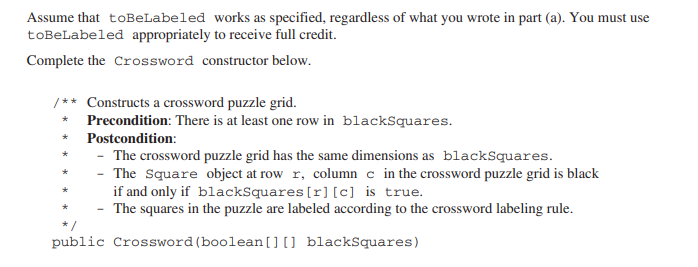 Assume that toBeLabeled works as specified, regardless of what you wrote in part (a). You must use
toBeLabeled appropriately to receive full credit.
Complete the Crossword constructor below.
/** Constructs a crossword puzzle grid.
* Precondition: There is at least one row in blackSquares.
* Postcondition:
* - The crossword puzzle grid has the same dimensions as blackSquares.
* - The Square object at row r, column c in the crossword puzzle grid is black
* if and only if blackSquares[r][c] is true.
* - The squares in the puzzle are labeled according to the crossword labeling rule.
*/
public Crossword(boolean[][] blackSquares)